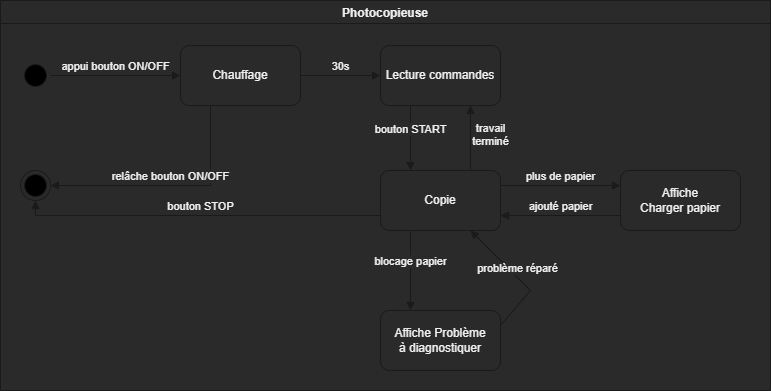 Photocopieuse
appui bouton ON/OFF
Chauffage
30s
Lecture commandes
bouton START
travail
terminé
relâche bouton ON/OFF
bouton STOP
Copie
plus de papier
ajouté papier
Affiche
Charger papier
blocage papier
problème réparé
Affiche Problème
à diagnostiquer